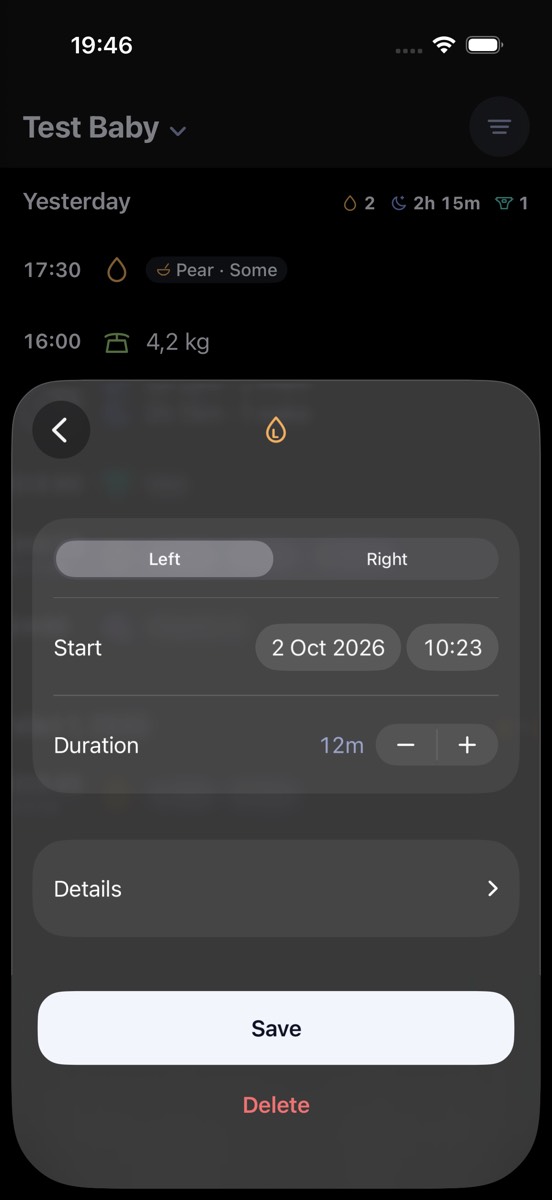 19:46
Test Baby
Yesterday 2 2h 15m 1
17:30 Pear · Some
16:00 4,2 kg
L
Left Right
Start 2 Oct 2026 10:23
Duration 12m − +
Details
Save
Delete